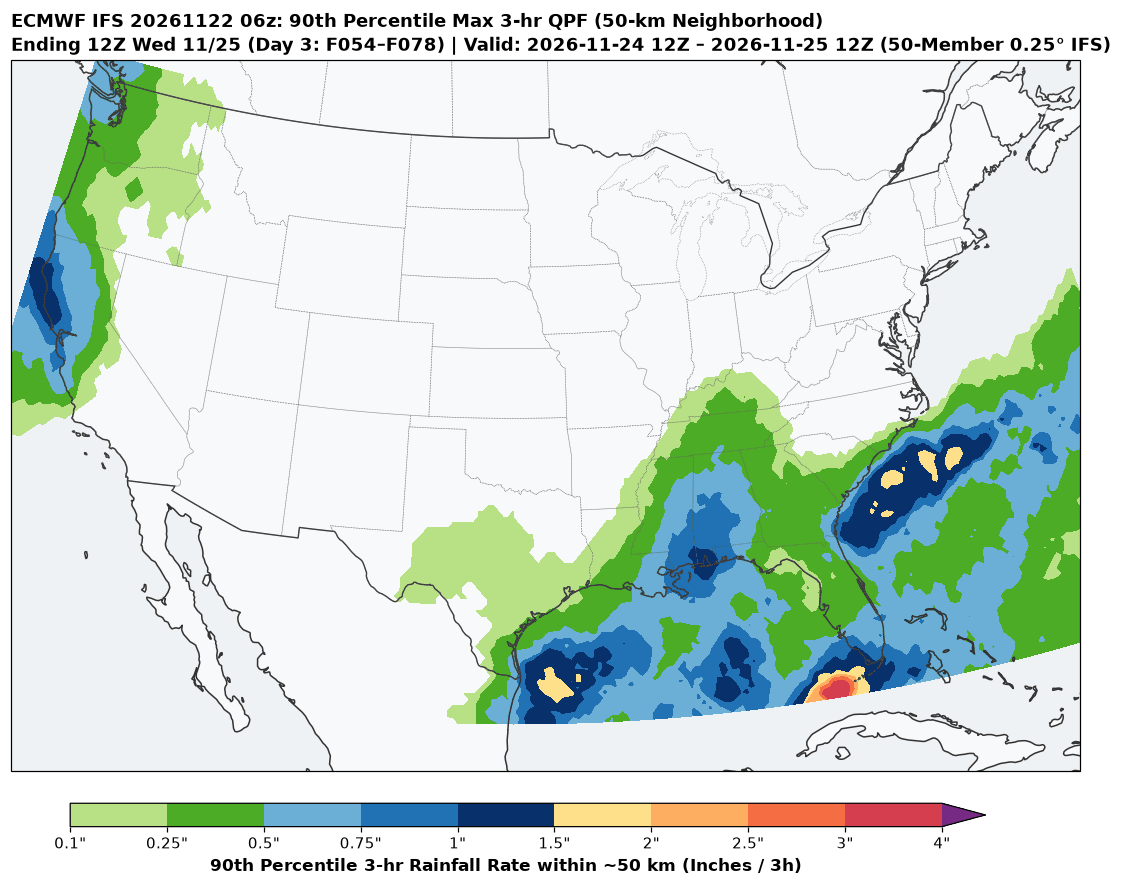 ECMWF IFS 20261122 06z: 90th Percentile Max 3-hr QPF (50-km Neighborhood)
Ending 12Z Wed 11/25 (Day 3: F054–F078) | Valid: 2026-11-24 12Z – 2026-11-25 12Z (50-Member 0.25° IFS)
0.1" 0.25" 0.5" 0.75" 1" 1.5" 2" 2.5" 3" 4"
90th Percentile 3-hr Rainfall Rate within ~50 km (Inches / 3h)